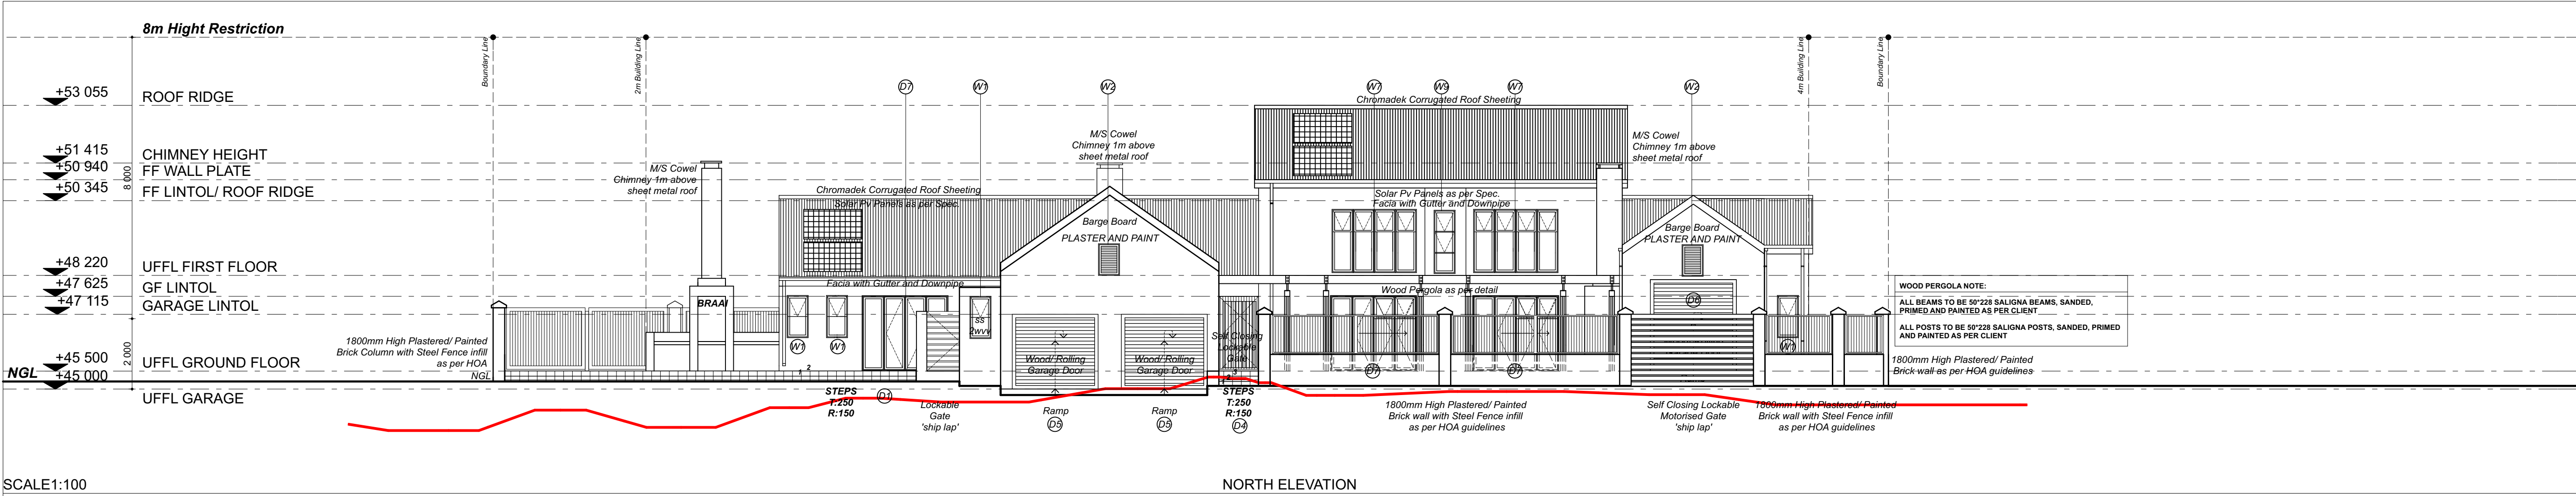 8m Hight Restriction
Boundary Line
2m Building Line
4m Building Line
Boundary Line
+53 055 ROOF RIDGE
+51 415 CHIMNEY HEIGHT
+50 940 FF WALL PLATE
+50 345 FF LINTOL/ ROOF RIDGE
+48 220 UFFL FIRST FLOOR
+47 625 GF LINTOL
+47 115 GARAGE LINTOL
+45 500 UFFL GROUND FLOOR
NGL +45 000
UFFL GARAGE
8 000
2 000
D7
W1
W2
W7
W9
W7
W2
Chromadek Corrugated Roof Sheeting
M/S Cowel
Chimney 1m above
sheet metal roof
M/S Cowel
Chimney 1m above
sheet metal roof
M/S Cowel
Chimney 1m above
sheet metal roof
Chromadek Corrugated Roof Sheeting
Solar Pv Panels as per Spec.
Solar Pv Panels as per Spec.
Facia with Gutter and Downpipe
Barge Board
PLASTER AND PAINT
Barge Board
PLASTER AND PAINT
Facia with Gutter and Downpipe
Wood Pergola as per detail
BRAAI
SS
2wvv
D6
W1
W1
W1
1800mm High Plastered/ Painted
Brick Column with Steel Fence infill
as per HOA
NGL
Self Closing
Lockable
Gate
Wood/ Rolling
Garage Door
Wood/ Rolling
Garage Door
D7
D7
1
2
3
STEPS
T:250
R:150
D1
Lockable
Gate
'ship lap'
Ramp
D5
Ramp
D5
STEPS
T:250
R:150
D4
1800mm High Plastered/ Painted
Brick wall with Steel Fence infill
as per HOA guidelines
Self Closing Lockable
Motorised Gate
'ship lap'
1800mm High Plastered/ Painted
Brick wall with Steel Fence infill
as per HOA guidelines
1800mm High Plastered/ Painted
Brick wall as per HOA guidelines
WOOD PERGOLA NOTE:
ALL BEAMS TO BE 50*228 SALIGNA BEAMS, SANDED,
PRIMED AND PAINTED AS PER CLIENT
ALL POSTS TO BE 50*228 SALIGNA POSTS, SANDED, PRIMED
AND PAINTED AS PER CLIENT
SCALE1:100
NORTH ELEVATION